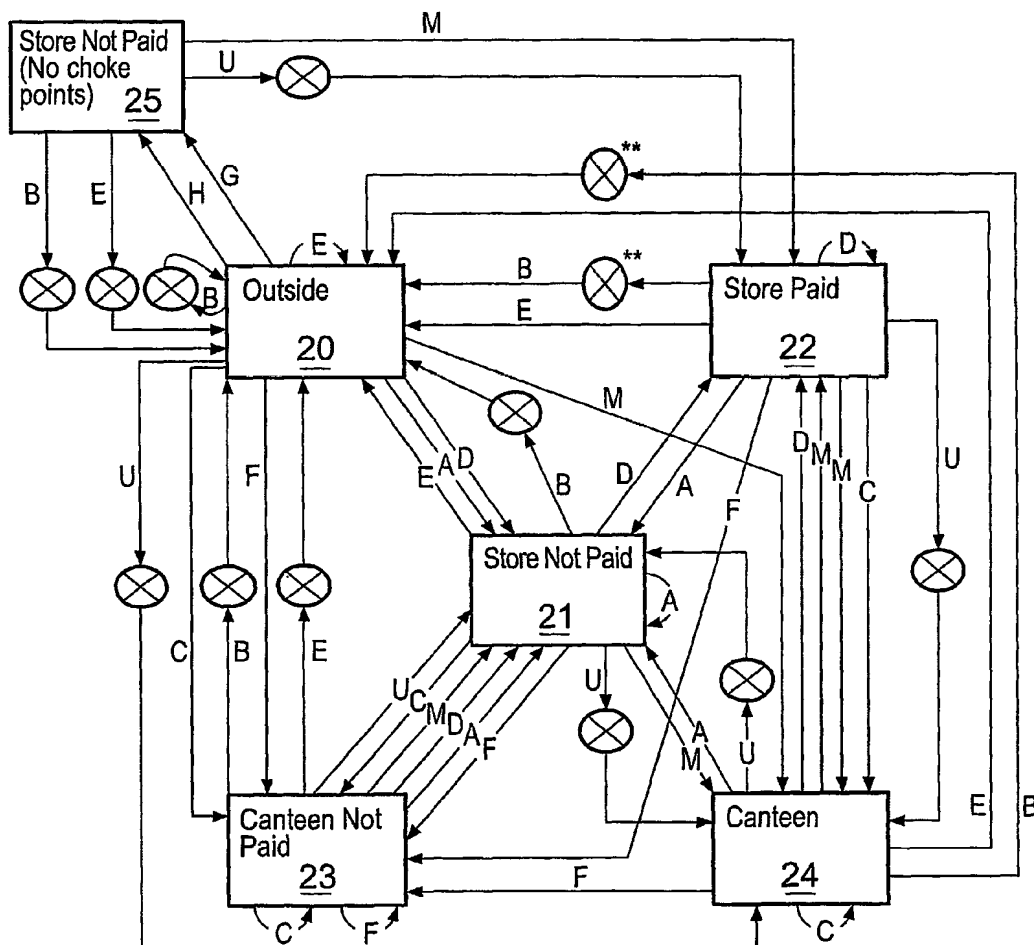 Store Not Paid
(No choke
points)
25
M
U
B
E
H
G
**
B
E
Outside
20
B
**
E
D
Store Paid
22
M
U
F
E
A
D
B
D
A
F
D
M
M
C
U
C
B
E
Store Not Paid
21
A
U
C
M
D
A
F
U
A
M
U
E
B
Canteen Not
Paid
23
C
F
F
Canteen
24
C